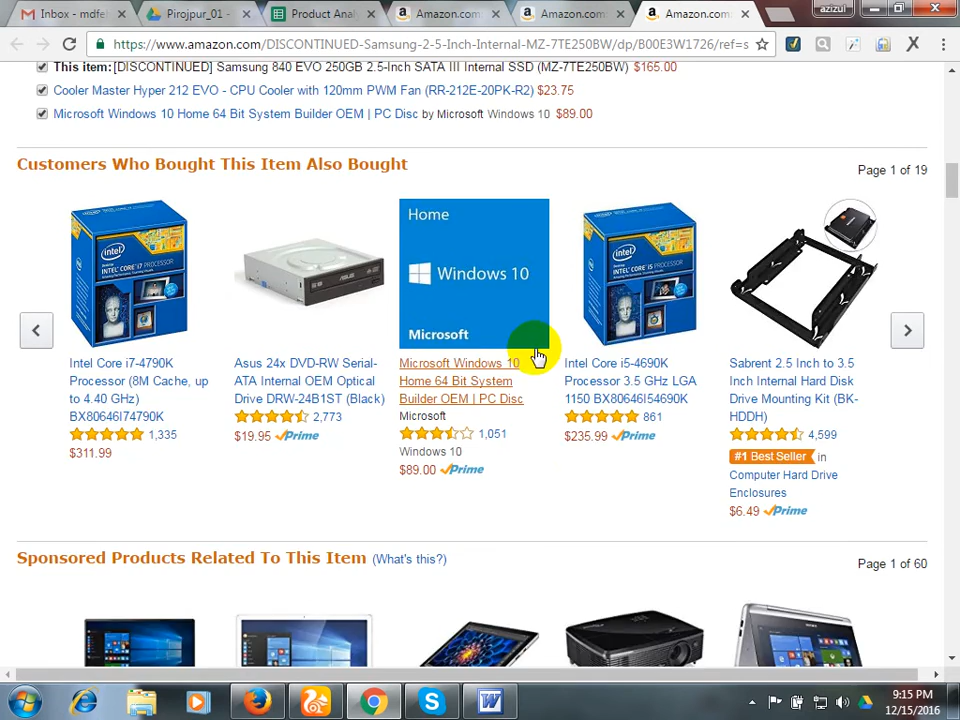 Inbox - mdfel
Pirojpur_01 -
Product Anal
Amazon.com:
Amazon.com:
Amazon.com:
azizul
https://www.amazon.com/DISCONTINUED-Samsung-2-5-Inch-Internal-MZ-7TE250BW/dp/B00E3W1726/ref=s
This item:[DISCONTINUED] Samsung 840 EVO 250GB 2.5-Inch SATA III Internal SSD (MZ-7TE250BW) $165.00
Cooler Master Hyper 212 EVO - CPU Cooler with 120mm PWM Fan (RR-212E-20PK-R2) $23.75
Microsoft Windows 10 Home 64 Bit System Builder OEM | PC Disc by Microsoft Windows 10 $89.00
Customers Who Bought This Item Also Bought
Page 1 of 19
Intel Core i7-4790K
Processor (8M Cache, up
to 4.40 GHz)
BX80646I74790K
1,335
$311.99
Asus 24x DVD-RW Serial-
ATA Internal OEM Optical
Drive DRW-24B1ST (Black)
2,773
$19.95 Prime
Home
Windows 10
Microsoft
Microsoft Windows 10
Home 64 Bit System
Builder OEM | PC Disc
Microsoft
1,051
Windows 10
$89.00 Prime
Intel Core i5-4690K
Processor 3.5 GHz LGA
1150 BX80646I54690K
861
$235.99 Prime
Sabrent 2.5 Inch to 3.5
Inch Internal Hard Disk
Drive Mounting Kit (BK-
HDDH)
4,599
#1 Best Seller in
Computer Hard Drive
Enclosures
$6.49 Prime
Sponsored Products Related To This Item (What's this?)
Page 1 of 60
9:15 PM
12/15/2016